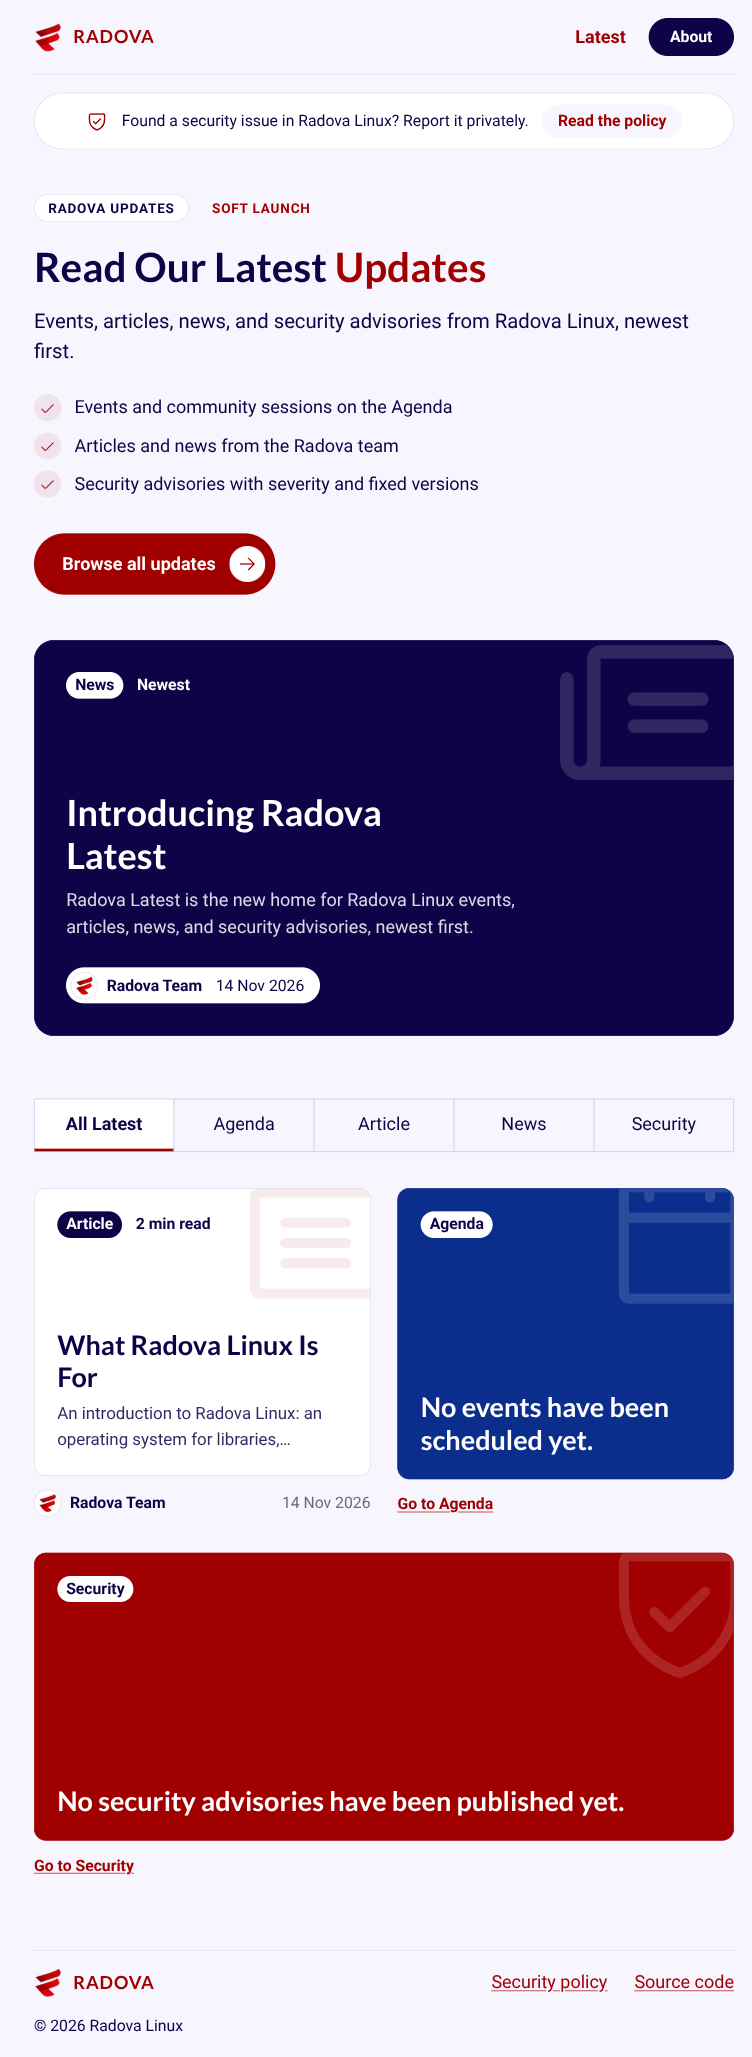 RADOVA
Latest
About
Found a security issue in Radova Linux? Report it privately.
Read the policy
RADOVA UPDATES
SOFT LAUNCH
Read Our Latest Updates
Events, articles, news, and security advisories from Radova Linux, newest
first.
Events and community sessions on the Agenda
Articles and news from the Radova team
Security advisories with severity and fixed versions
Browse all updates
News
Newest
Introducing Radova
Latest
Radova Latest is the new home for Radova Linux events,
articles, news, and security advisories, newest first.
Radova Team
14 Nov 2026
All Latest
Agenda
Article
News
Security
Article
2 min read
What Radova Linux Is
For
An introduction to Radova Linux: an
operating system for libraries,...
Radova Team
14 Nov 2026
Agenda
No events have been
scheduled yet.
Go to Agenda
Security
No security advisories have been published yet.
Go to Security
RADOVA
Security policy
Source code
© 2026 Radova Linux